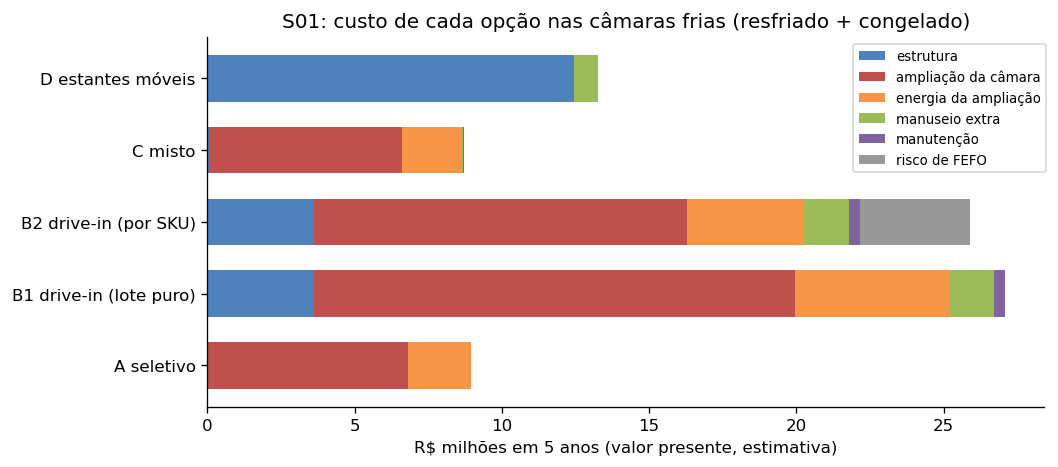 S01: custo de cada opção nas câmaras frias (resfriado + congelado)
estrutura
ampliação da câmara
energia da ampliação
manuseio extra
manutenção
risco de FEFO
D estantes móveis
C misto
B2 drive-in (por SKU)
B1 drive-in (lote puro)
A seletivo
0 5 10 15 20 25
R$ milhões em 5 anos (valor presente, estimativa)